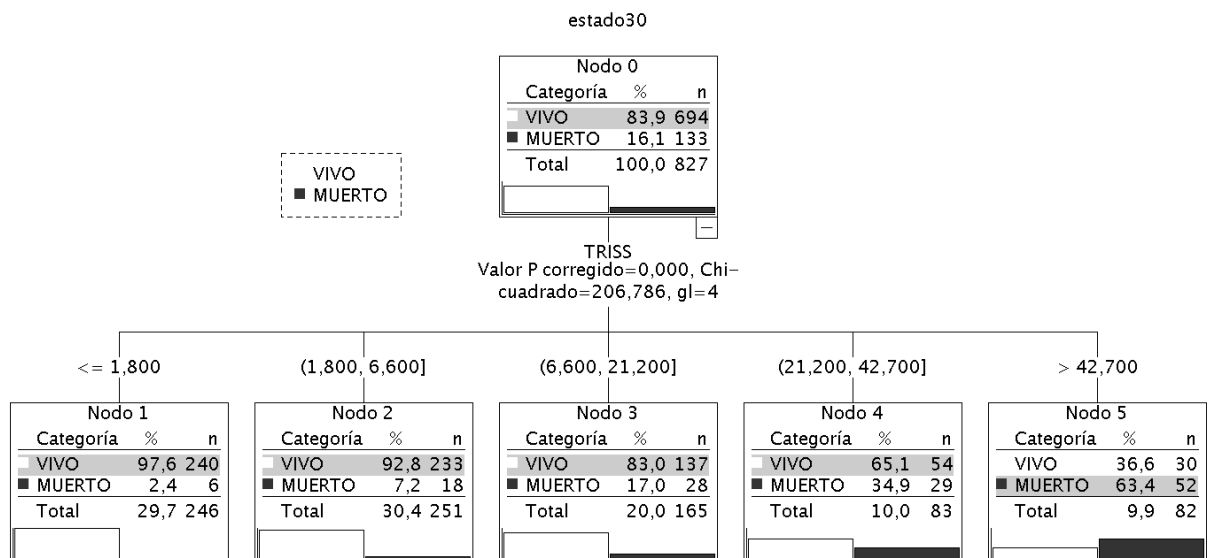 estado30
Nodo 0
Categoría % n
VIVO 83,9 694
MUERTO 16,1 133
Total 100,0 827
VIVO
MUERTO
TRISS
Valor P corregido=0,000, Chi-
cuadrado=206,786, gl=4
<= 1,800
(1,800, 6,600]
(6,600, 21,200]
(21,200, 42,700]
> 42,700
Nodo 1
Categoría % n
VIVO 97,6 240
MUERTO 2,4 6
Total 29,7 246
Nodo 2
Categoría % n
VIVO 92,8 233
MUERTO 7,2 18
Total 30,4 251
Nodo 3
Categoría % n
VIVO 83,0 137
MUERTO 17,0 28
Total 20,0 165
Nodo 4
Categoría % n
VIVO 65,1 54
MUERTO 34,9 29
Total 10,0 83
Nodo 5
Categoría % n
VIVO 36,6 30
MUERTO 63,4 52
Total 9,9 82